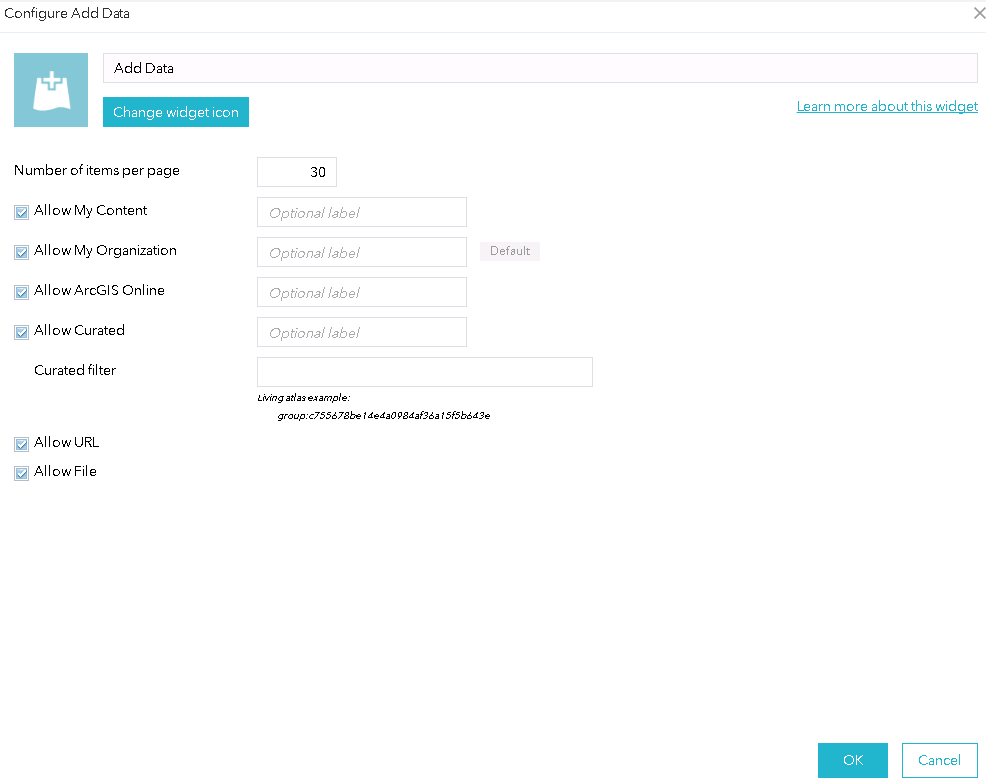 Configure Add Data
Add Data
Change widget icon
Learn more about this widget
Number of items per page
30
Allow My Content
Optional label
Allow My Organization
Optional label
Default
Allow ArcGIS Online
Optional label
Allow Curated
Optional label
Curated filter
Living atlas example:
group:c755678be14e4a0984af36a15f5b643e
Allow URL
Allow File
OK
Cancel